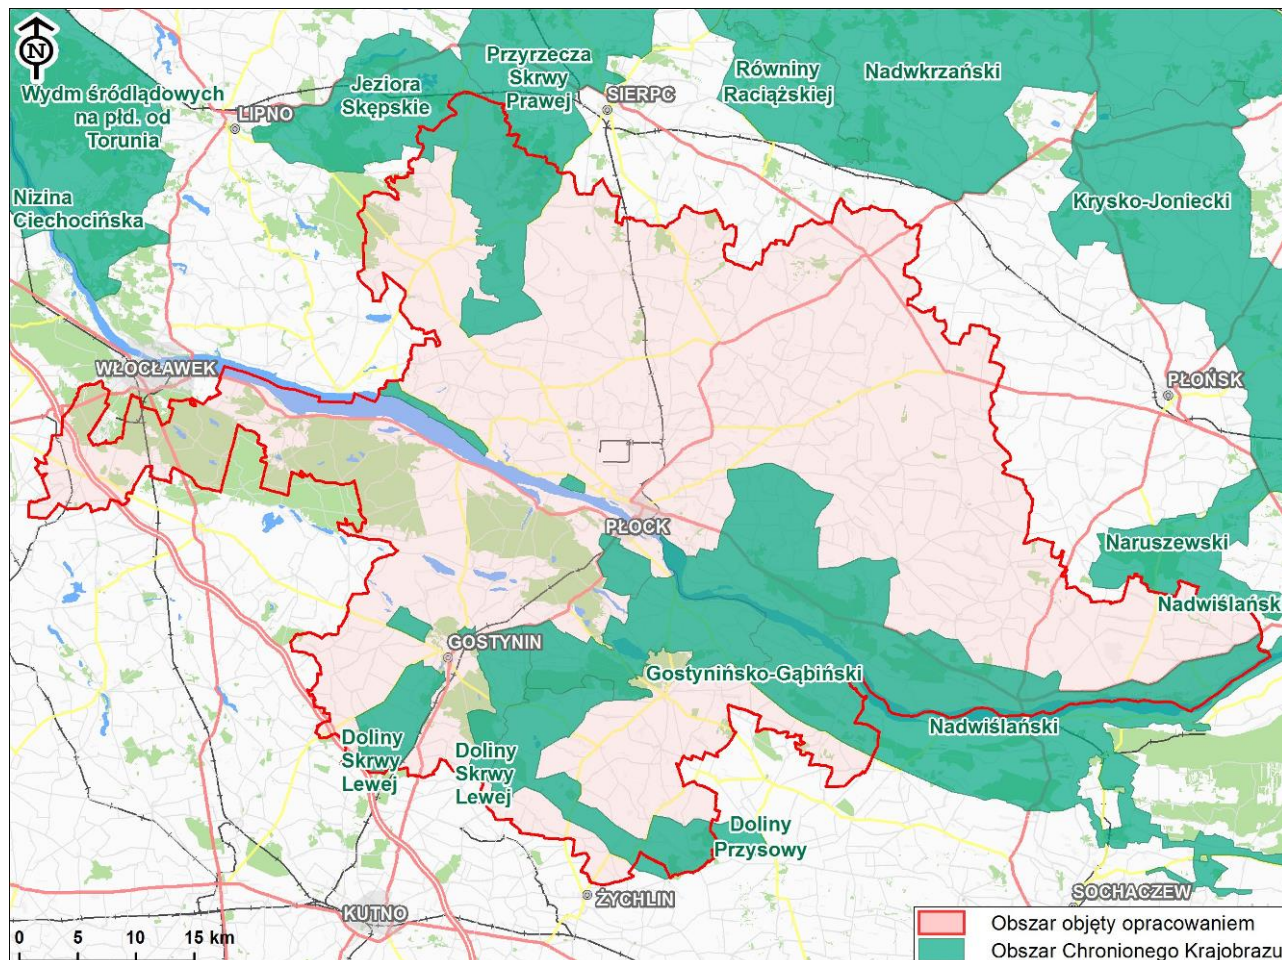 N
Wydm śródlądowych
na płd. od
Torunia
LIPNO
Jeziora
Skępskie
Przyrzecza
Skrwy
Prawej
SIERPC
Równiny
Raciążskiej
Nadwkrzański
Nizina
Ciechocińska
Krysko-Joniecki
WŁOCŁAWEK
PŁOŃSK
PŁOCK
Naruszewski
Nadwiślańsk
GOSTYNIN
Gostynińsko-Gąbiński
Nadwiślański
Doliny
Skrwy
Lewej
Doliny
Skrwy
Lewej
Doliny
Przysowy
ŻYCHLIN
KUTNO
SOCHACZEW
0 5 10 15 km
Obszar objęty opracowaniem
Obszar Chronionego Krajobrazu